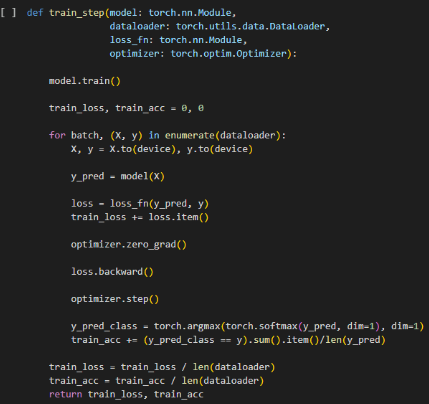 [ ] def train_step(model: torch.nn.Module,
dataloader: torch.utils.data.DataLoader,
loss_fn: torch.nn.Module,
optimizer: torch.optim.Optimizer):
model.train()
train_loss, train_acc = 0, 0
for batch, (X, y) in enumerate(dataloader):
X, y = X.to(device), y.to(device)
y_pred = model(X)
loss = loss_fn(y_pred, y)
train_loss += loss.item()
optimizer.zero_grad()
loss.backward()
optimizer.step()
y_pred_class = torch.argmax(torch.softmax(y_pred, dim=1), dim=1)
train_acc += (y_pred_class == y).sum().item()/len(y_pred)
train_loss = train_loss / len(dataloader)
train_acc = train_acc / len(dataloader)
return train_loss, train_acc